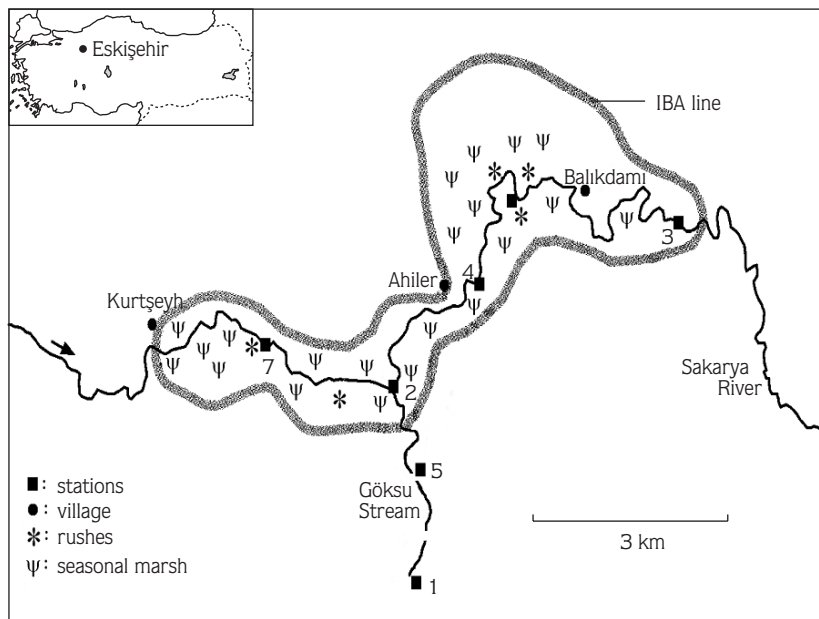 Eskişehir
IBA line
Balıkdamı
3
4
Ahiler
Kurtşeyh
7
2
Sakarya
River
5
Göksu
Stream
1
: stations
: village
: rushes
: seasonal marsh
3 km